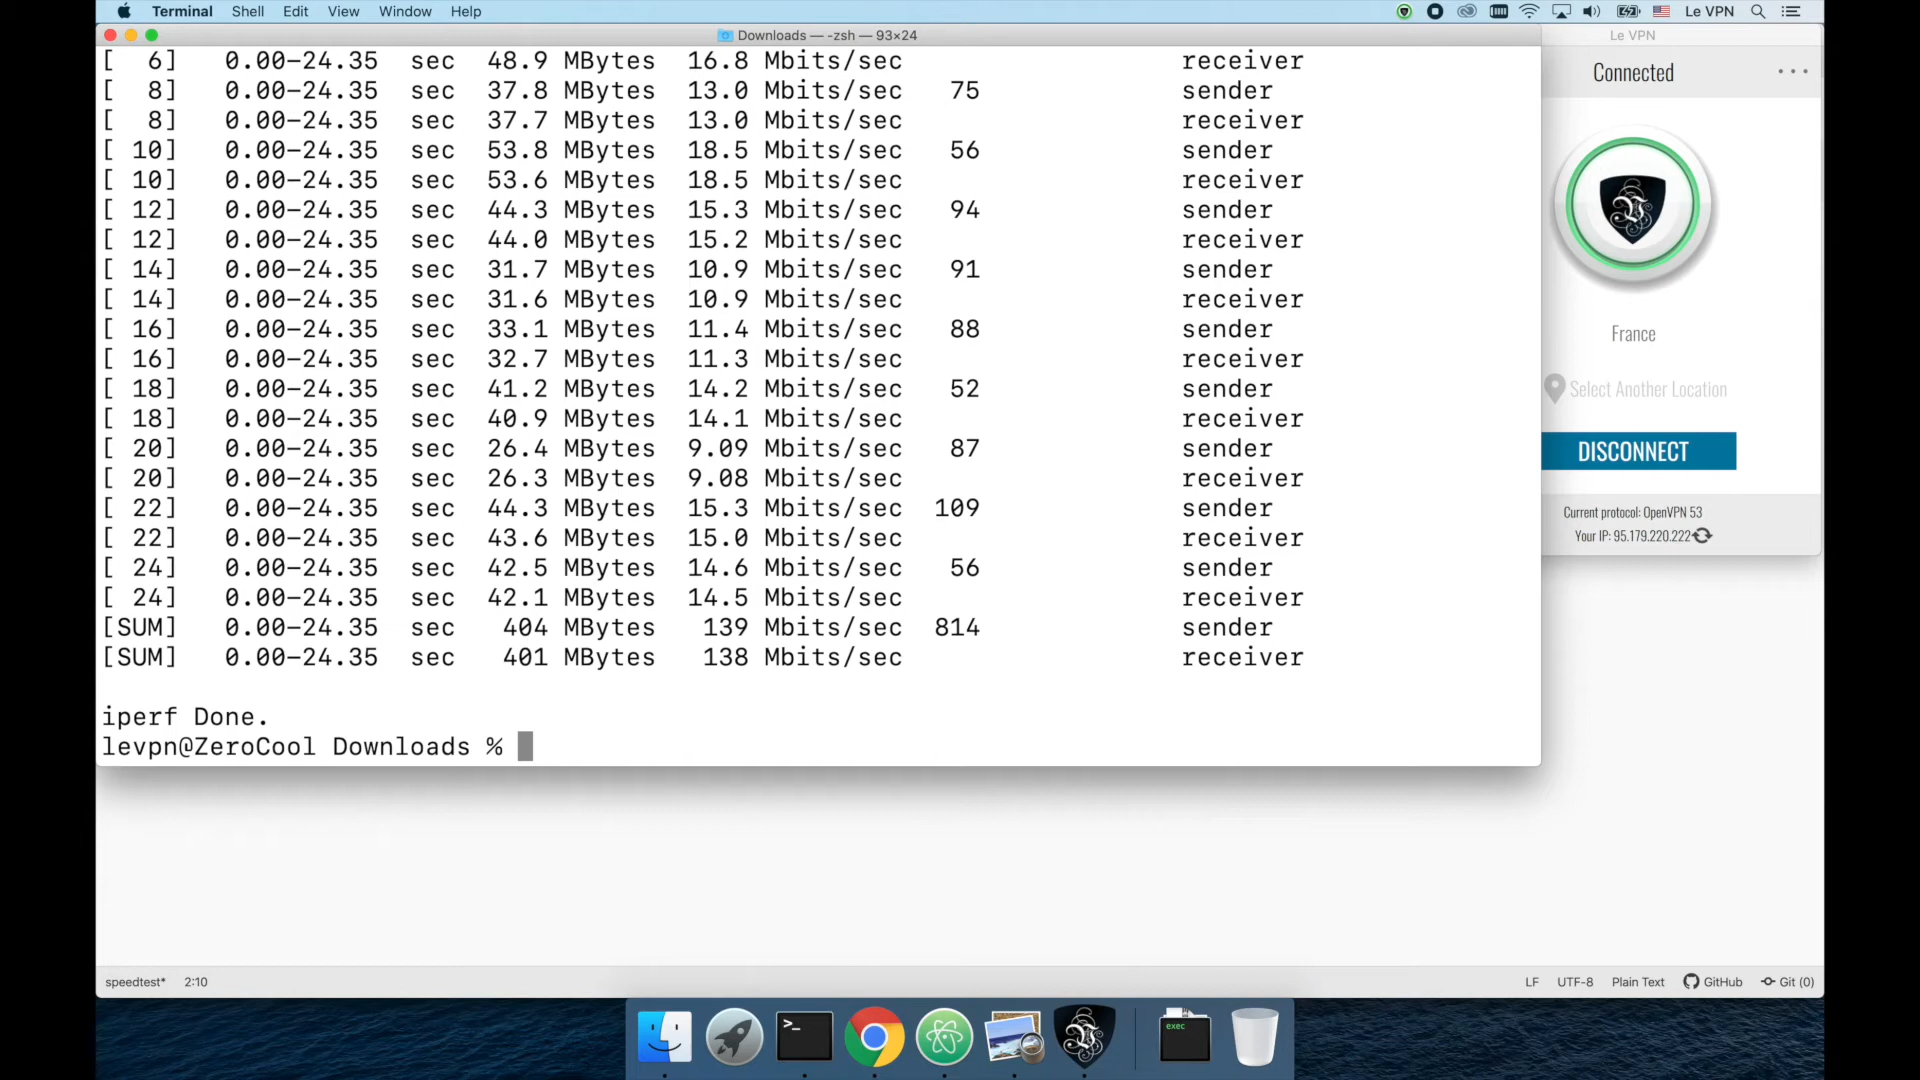 Terminal Shell Edit View Window Help Le VPN
Downloads — -zsh — 93×24
[  6]   0.00-24.35  sec  48.9 MBytes  16.8 Mbits/sec                  receiver
[  8]   0.00-24.35  sec  37.8 MBytes  13.0 Mbits/sec   75             sender
[  8]   0.00-24.35  sec  37.7 MBytes  13.0 Mbits/sec                  receiver
[ 10]   0.00-24.35  sec  53.8 MBytes  18.5 Mbits/sec   56             sender
[ 10]   0.00-24.35  sec  53.6 MBytes  18.5 Mbits/sec                  receiver
[ 12]   0.00-24.35  sec  44.3 MBytes  15.3 Mbits/sec   94             sender
[ 12]   0.00-24.35  sec  44.0 MBytes  15.2 Mbits/sec                  receiver
[ 14]   0.00-24.35  sec  31.7 MBytes  10.9 Mbits/sec   91             sender
[ 14]   0.00-24.35  sec  31.6 MBytes  10.9 Mbits/sec                  receiver
[ 16]   0.00-24.35  sec  33.1 MBytes  11.4 Mbits/sec   88             sender
[ 16]   0.00-24.35  sec  32.7 MBytes  11.3 Mbits/sec                  receiver
[ 18]   0.00-24.35  sec  41.2 MBytes  14.2 Mbits/sec   52             sender
[ 18]   0.00-24.35  sec  40.9 MBytes  14.1 Mbits/sec                  receiver
[ 20]   0.00-24.35  sec  26.4 MBytes  9.09 Mbits/sec   87             sender
[ 20]   0.00-24.35  sec  26.3 MBytes  9.08 Mbits/sec                  receiver
[ 22]   0.00-24.35  sec  44.3 MBytes  15.3 Mbits/sec  109             sender
[ 22]   0.00-24.35  sec  43.6 MBytes  15.0 Mbits/sec                  receiver
[ 24]   0.00-24.35  sec  42.5 MBytes  14.6 Mbits/sec   56             sender
[ 24]   0.00-24.35  sec  42.1 MBytes  14.5 Mbits/sec                  receiver
[SUM]   0.00-24.35  sec   404 MBytes   139 Mbits/sec  814             sender
[SUM]   0.00-24.35  sec   401 MBytes   138 Mbits/sec                  receiver
iperf Done.
levpn@ZeroCool Downloads %
Le VPN
Connected
France
Select Another Location
DISCONNECT
Current protocol: OpenVPN 53
Your IP: 95.179.220.222
speedtest* 2:10 LF UTF-8 Plain Text GitHub Git (0)
>_
exec